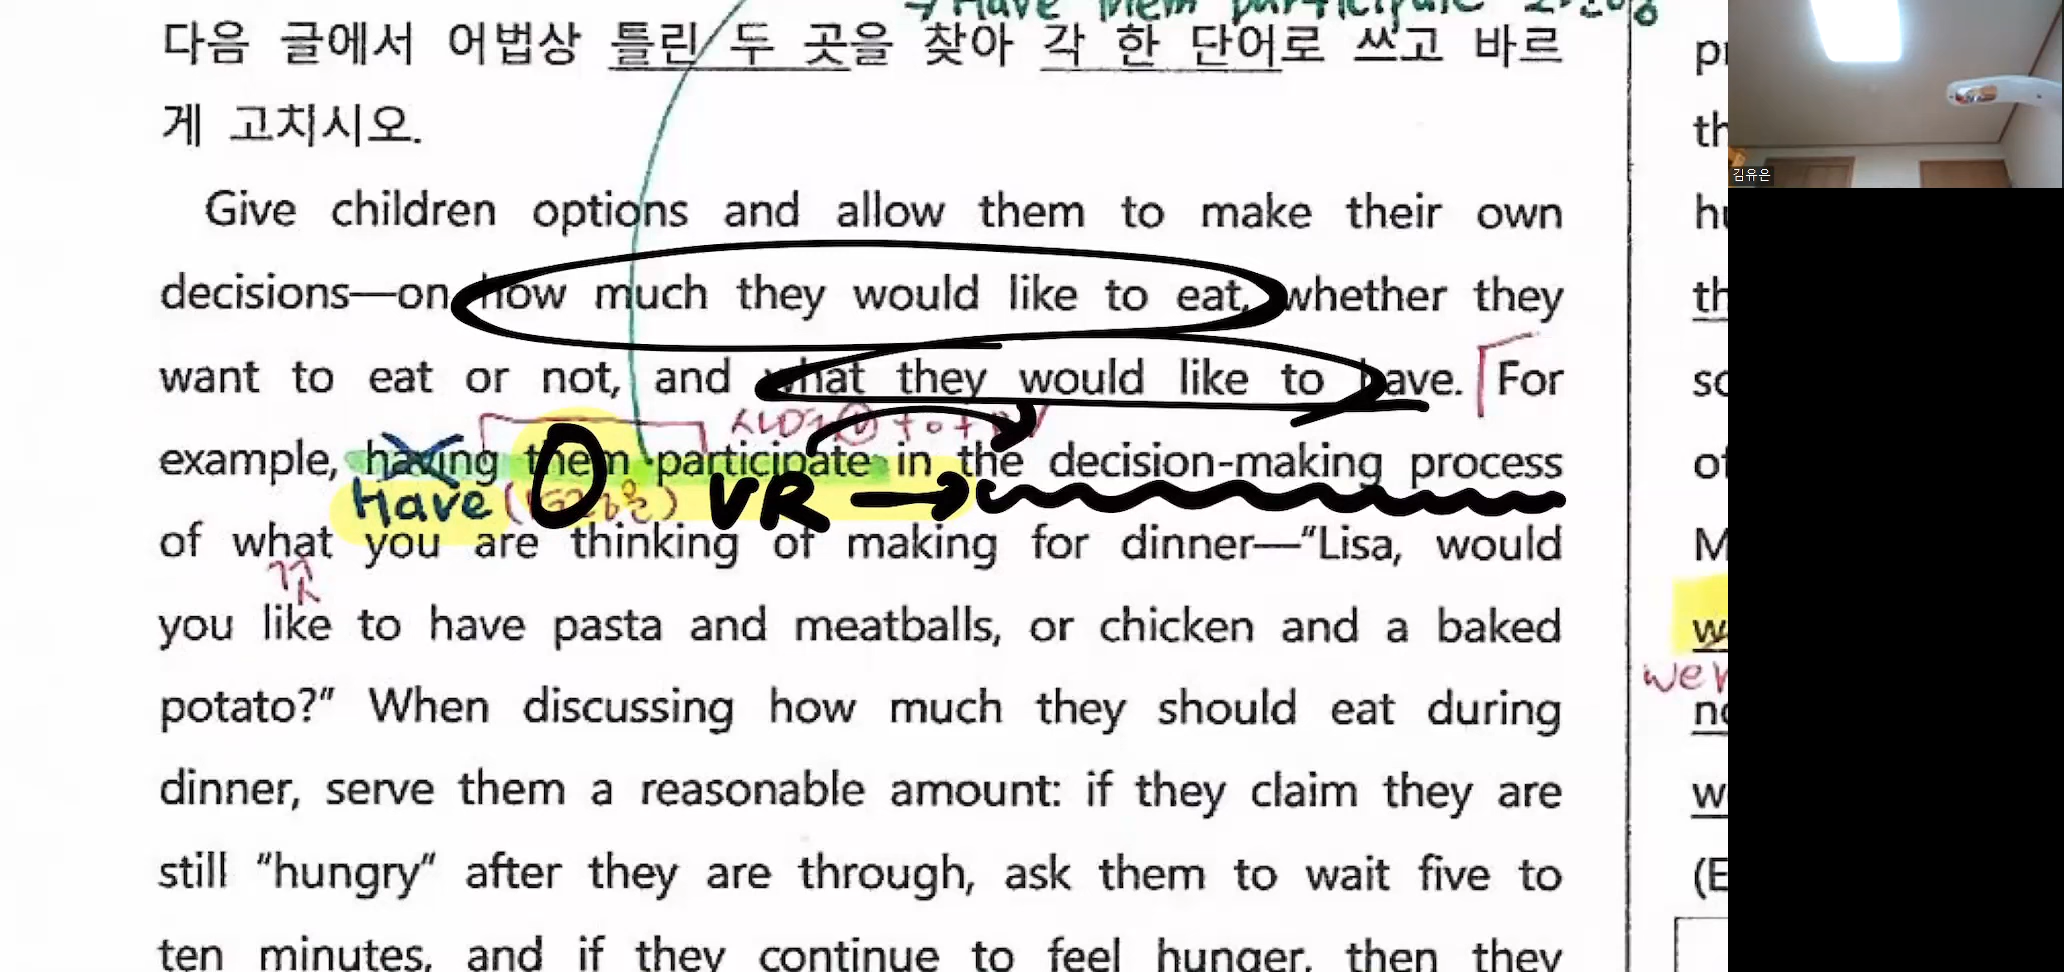 → Have them participate
다음 글에서 어법상 틀린 두 곳을 찾아 각 한 단어로 쓰고 바르
게 고치시오.
Give children options and allow them to make their own
decisions—on how much they would like to eat, whether they
want to eat or not, and what they would like to have. For
example, having them participate in the decision-making process
Have O VR →
of what you are thinking of making for dinner—"Lisa, would
you like to have pasta and meatballs, or chicken and a baked
potato?" When discussing how much they should eat during
dinner, serve them a reasonable amount: if they claim they are
still "hungry" after they are through, ask them to wait five to
ten minutes, and if they continue to feel hunger, then they
김유은